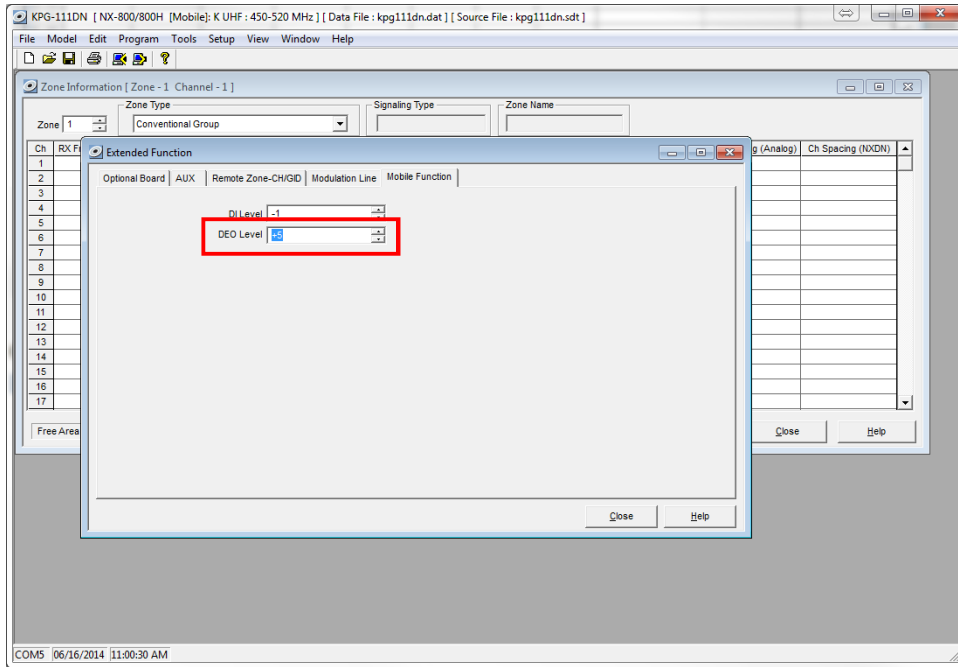 KPG-111DN [ NX-800/800H [Mobile]: K UHF : 450-520 MHz ] [ Data File : kpg111dn.dat ] [ Source File : kpg111dn.sdt ]
File Model Edit Program Tools Setup View Window Help
Zone Information [ Zone - 1 Channel - 1 ]
Zone Type Signaling Type Zone Name
Zone 1 Conventional Group
Ch RX Fr g (Analog) Ch Spacing (NXDN)
Extended Function
Optional Board AUX Remote Zone-CH/GID Modulation Line Mobile Function
DI Level -1
DEO Level +5
1
2
3
4
5
6
7
8
9
10
11
12
13
14
15
16
17
Free Area Close Help
Close Help
COM5 06/16/2014 11:00:30 AM